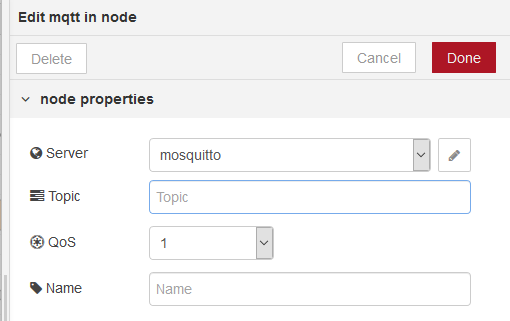 Edit mqtt in node
Delete Cancel Done
node properties
Server mosquitto
Topic Topic
QoS 1
Name Name